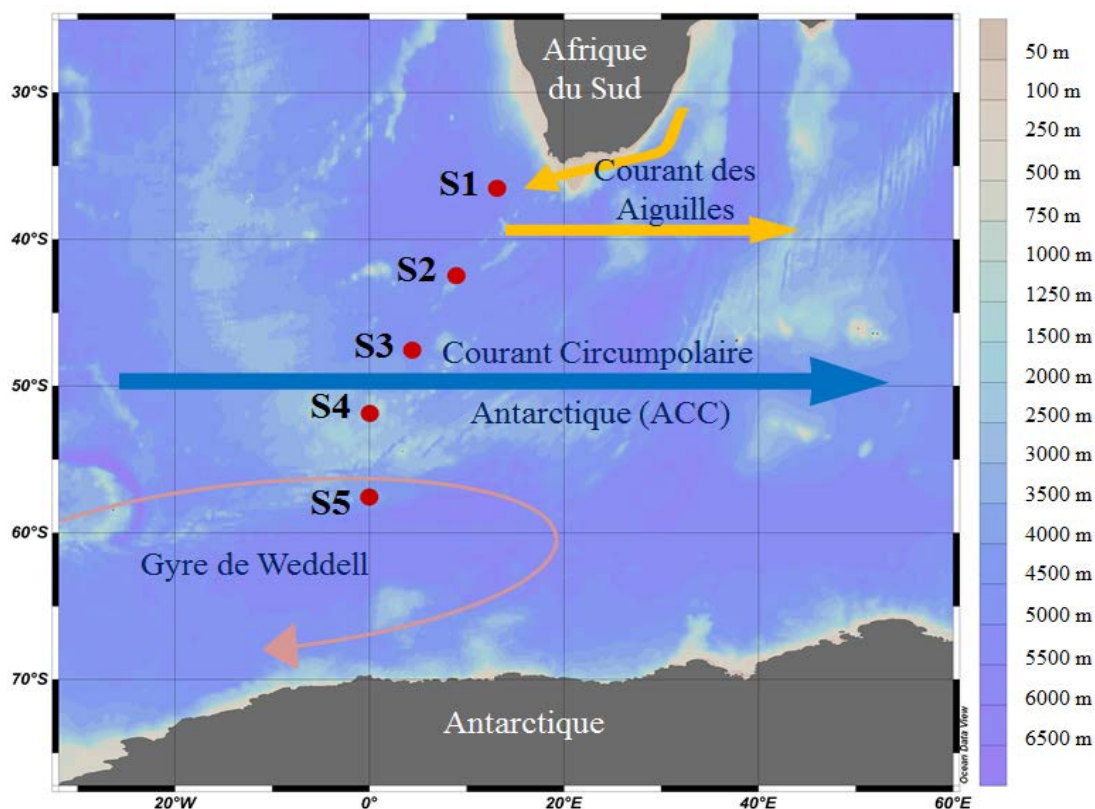 Afrique
du Sud
30°S
S1
Courant des
Aiguilles
40°S
S2
S3
Courant Circumpolaire
50°S
S4
Antarctique (ACC)
S5
60°S
Gyre de Weddell
70°S
Antarctique
Ocean Data View
20°W
0°
20°E
40°E
60°E
50 m
100 m
250 m
500 m
750 m
1000 m
1250 m
1500 m
2000 m
2500 m
3000 m
3500 m
4000 m
4500 m
5000 m
5500 m
6000 m
6500 m